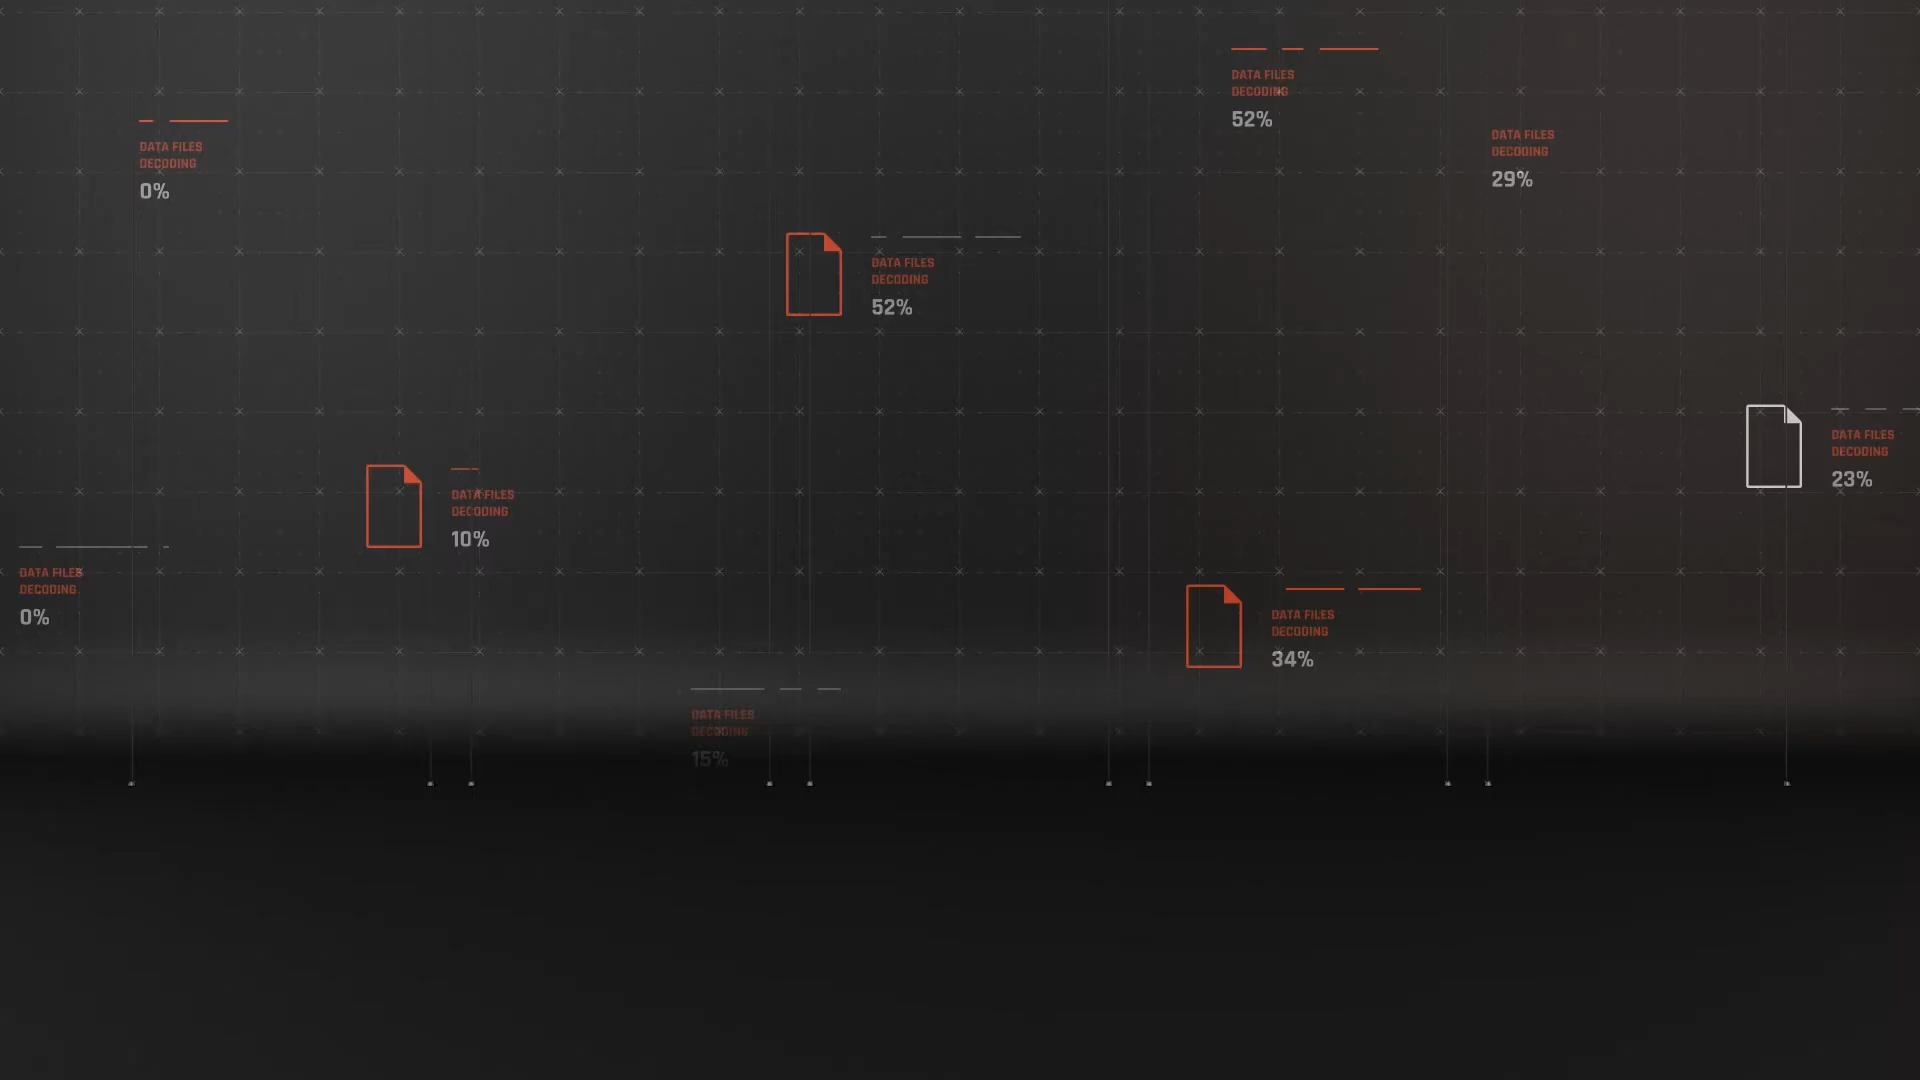 DATA FILES
DECODING
52%
DATA FILES
DECODING
29%
DATA FILES
DECODING
0%
DATA FILES
DECODING
52%
DATA FILES
DECODING
23%
DATA FILES
DECODING
10%
DATA FILES
DECODING
0%
DATA FILES
DECODING
34%
DATA FILES
DECODING
15%